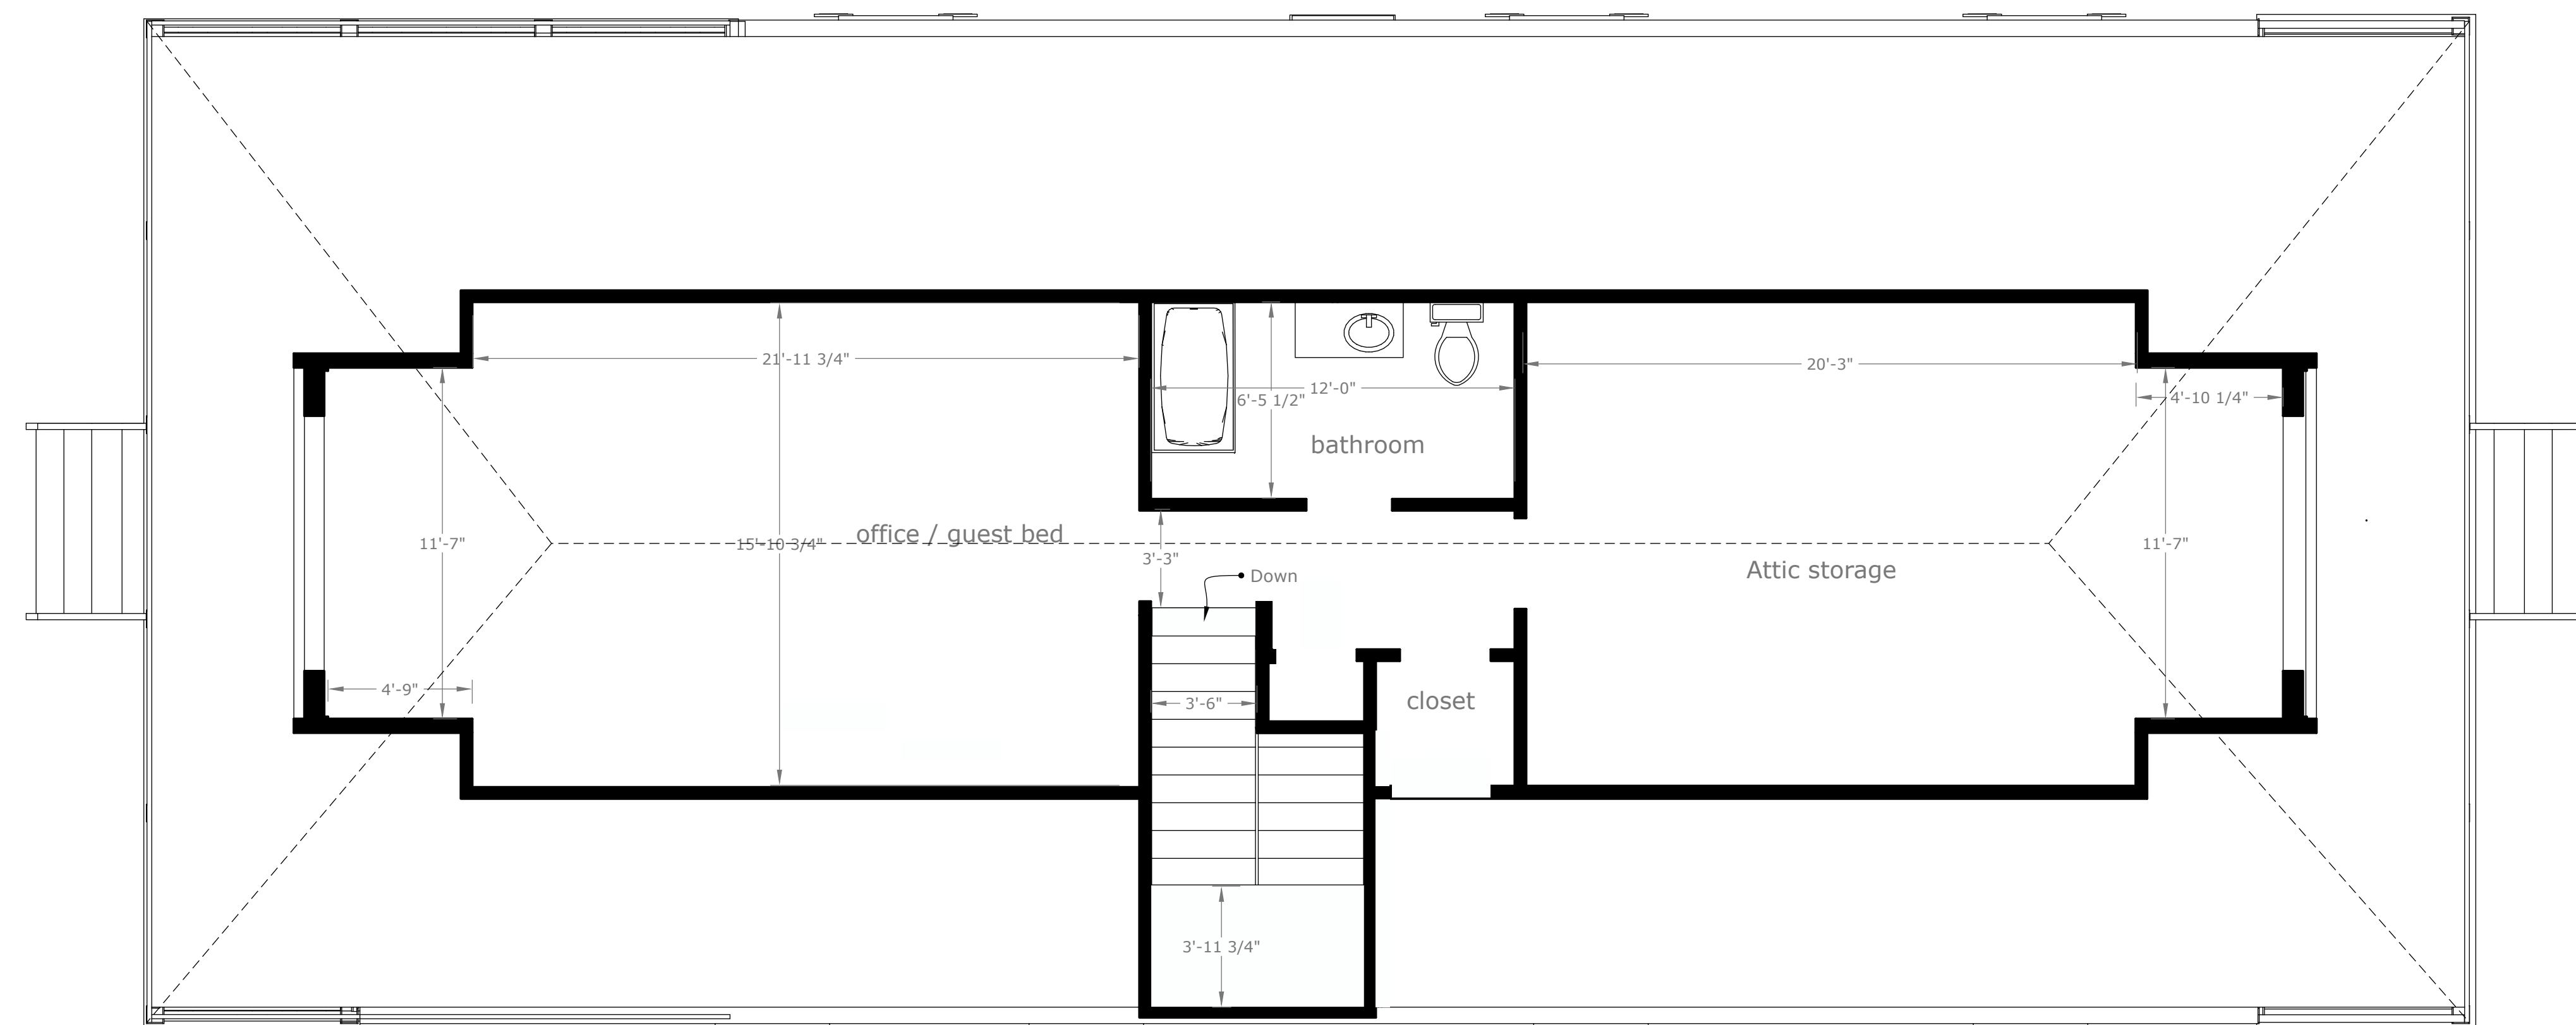 21'-11 3/4"
20'-3"
12'-0"
6'-5 1/2"
4'-10 1/4"
bathroom
office / guest bed
11'-7"
15'-10 3/4"
11'-7"
3'-3"
Attic storage
Down
4'-9"
3'-6"
closet
3'-11 3/4"